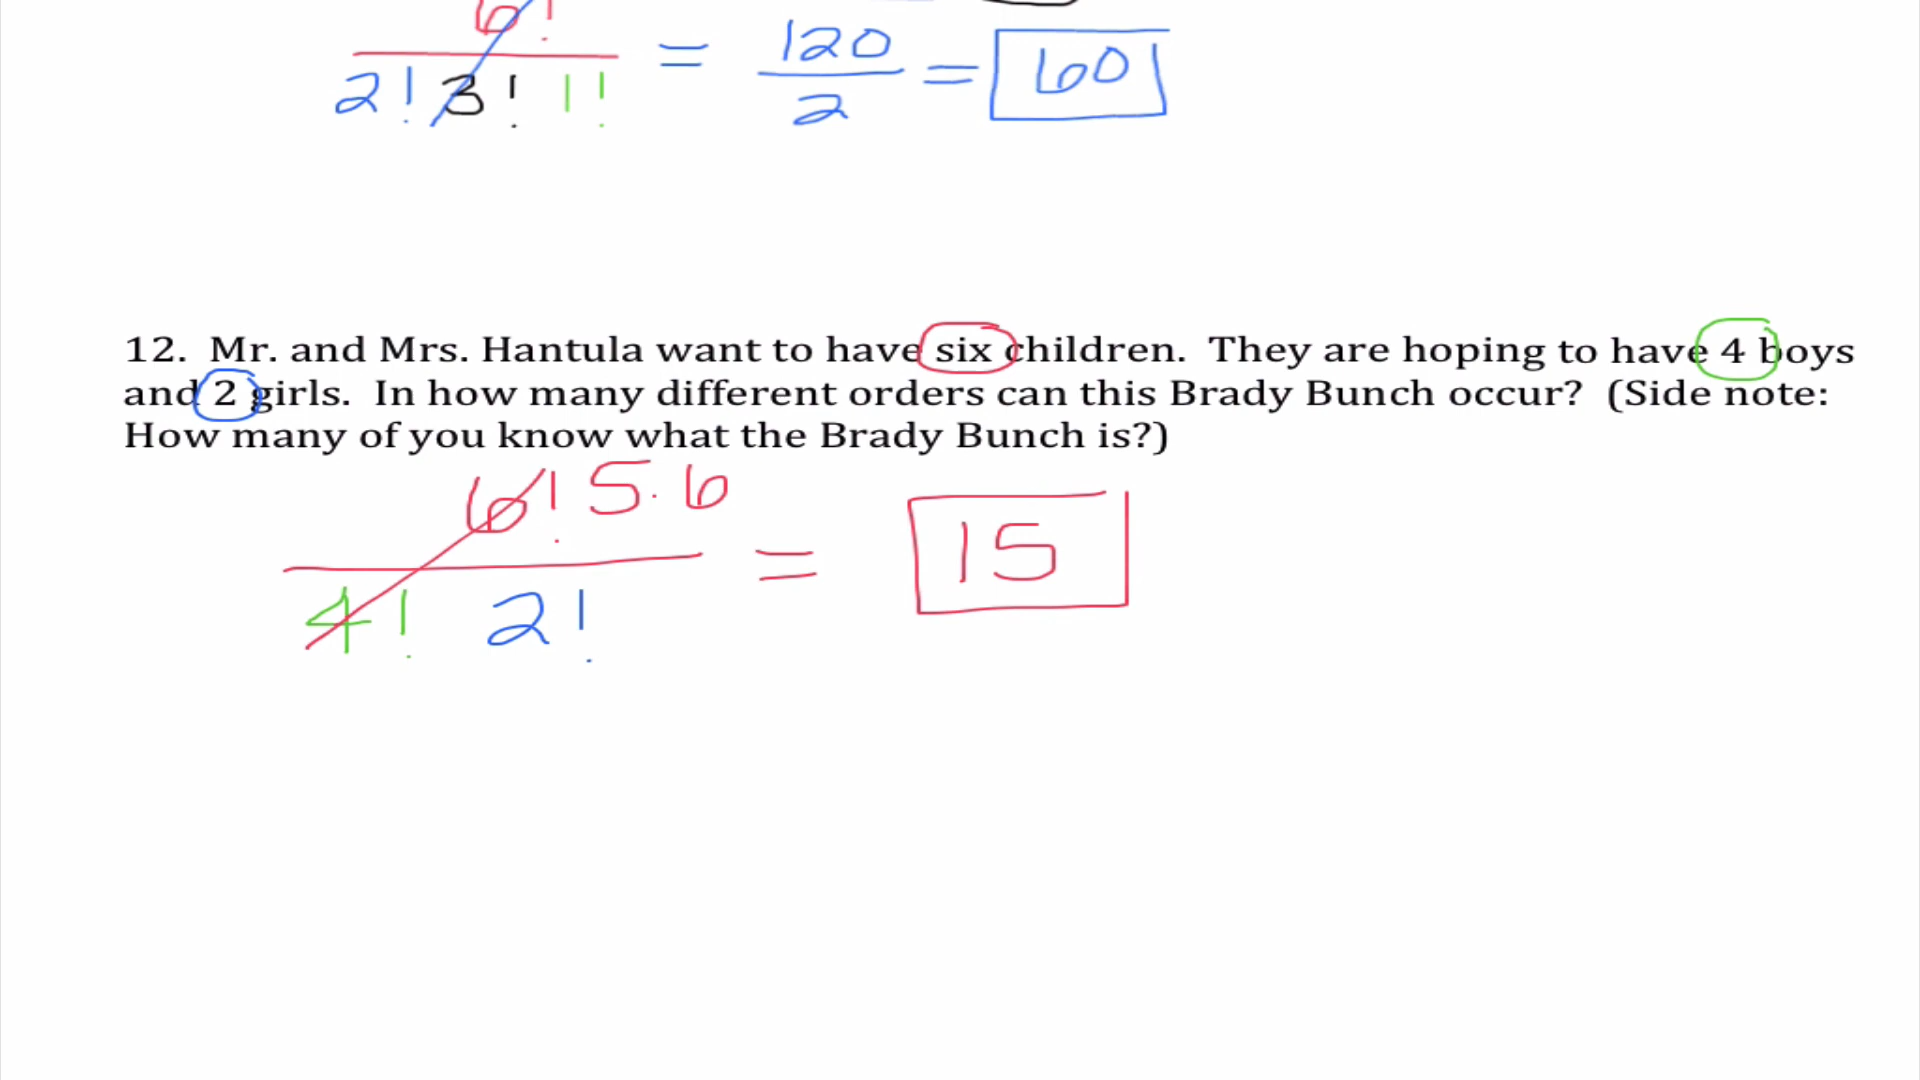 6!
2! 3! 1! = 120/2 = 60
12. Mr. and Mrs. Hantula want to have six children. They are hoping to have 4 boys
and 2 girls. In how many different orders can this Brady Bunch occur? (Side note:
How many of you know what the Brady Bunch is?)
6! 5·6
4! 2! = 15